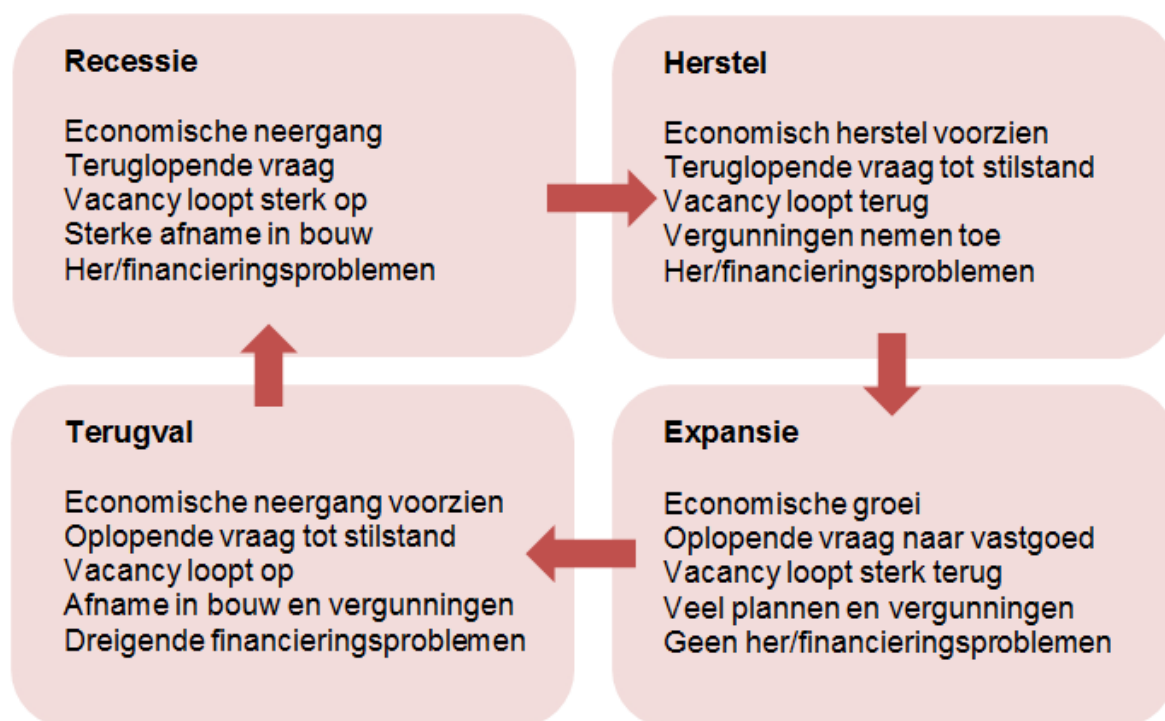 Recessie
Economische neergang
Teruglopende vraag
Vacancy loopt sterk op
Sterke afname in bouw
Her/financieringsproblemen
Herstel
Economisch herstel voorzien
Teruglopende vraag tot stilstand
Vacancy loopt terug
Vergunningen nemen toe
Her/financieringsproblemen
Terugval
Economische neergang voorzien
Oplopende vraag tot stilstand
Vacancy loopt op
Afname in bouw en vergunningen
Dreigende financieringsproblemen
Expansie
Economische groei
Oplopende vraag naar vastgoed
Vacancy loopt sterk terug
Veel plannen en vergunningen
Geen her/financieringsproblemen